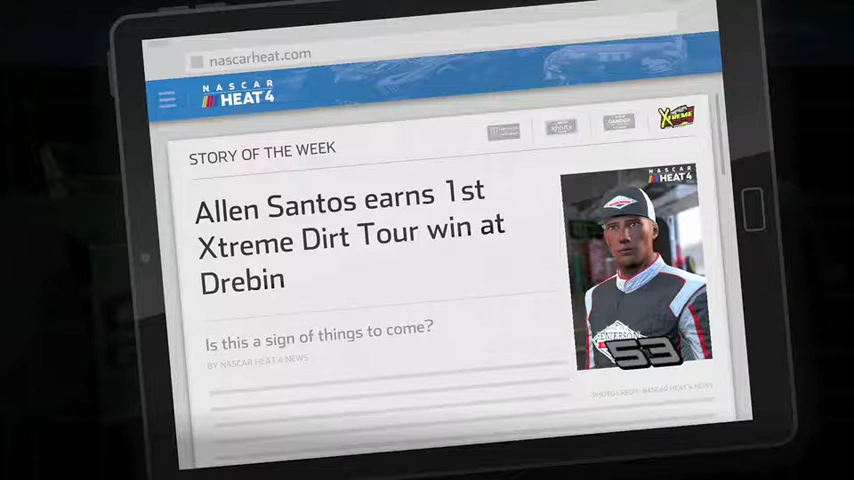 nascarheat.com
NASCAR
HEAT 4
STORY OF THE WEEK
XTREME
Allen Santos earns 1st
Xtreme Dirt Tour win at
Drebin
NASCAR
HEAT 4
53
Is this a sign of things to come?
BY NASCAR HEAT 4 NEWS
PHOTO CREDIT: NASCAR HEAT 4 NEWS